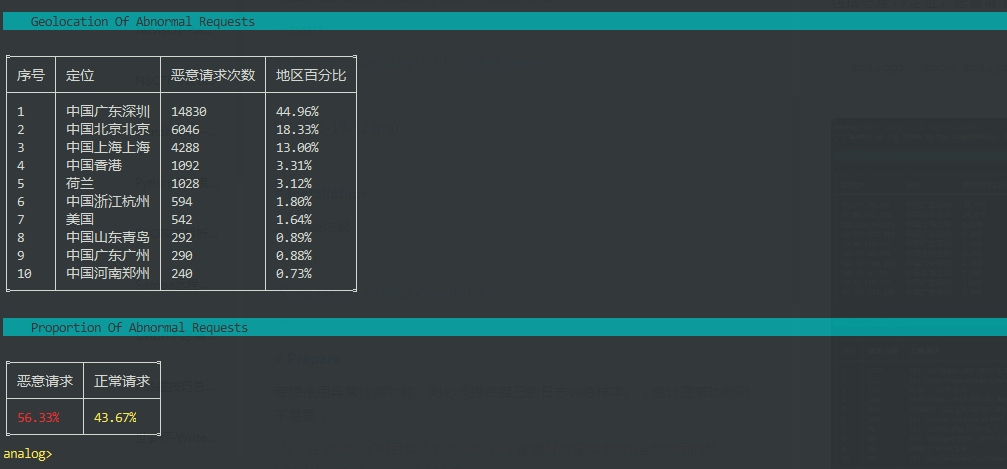 Geolocation Of Abnormal Requests
序号 定位 恶意请求次数 地区百分比
1 中国广东深圳 14830 44.96%
2 中国北京北京 6046 18.33%
3 中国上海上海 4288 13.00%
4 中国香港 1092 3.31%
5 荷兰 1028 3.12%
6 中国浙江杭州 594 1.80%
7 美国 542 1.64%
8 中国山东青岛 292 0.89%
9 中国广东广州 290 0.88%
10 中国河南郑州 240 0.73%
Proportion Of Abnormal Requests
恶意请求 正常请求
56.33% 43.67%
analog>